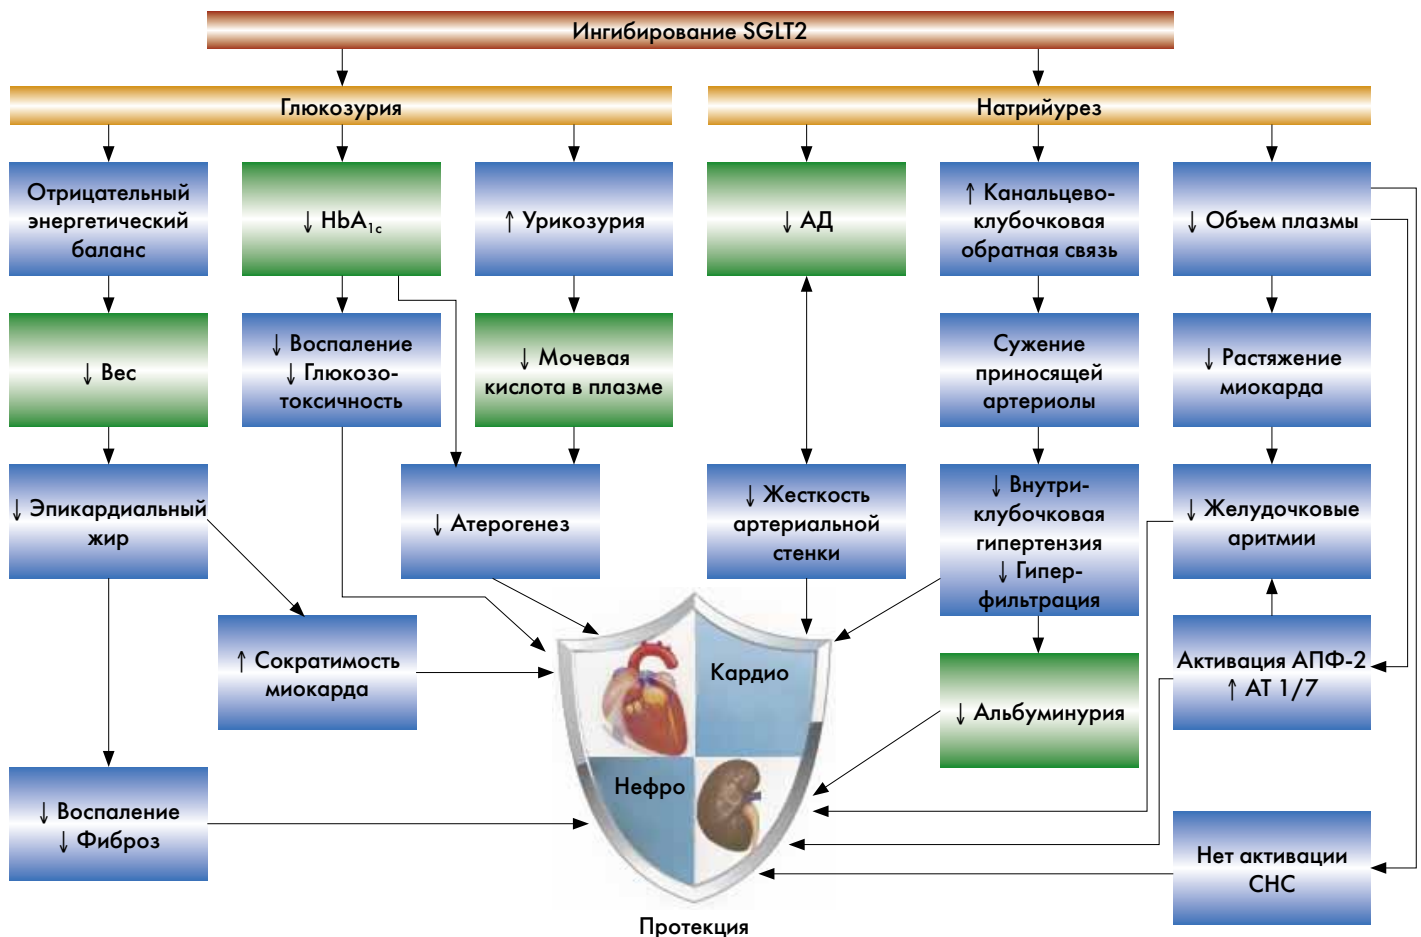 Ингибирование SGLT2
Глюкозурия
Натрийурез
Отрицательный
энергетический
баланс
↓ HbA1c
↑ Урикозурия
↓ АД
↑ Канальцево-
клубочковая
обратная связь
↓ Объем плазмы
↓ Вес
↓ Воспаление
↓ Глюкозо-
токсичность
↓ Мочевая
кислота в плазме
Сужение
приносящей
артериолы
↓ Растяжение
миокарда
↓ Эпикардиальный
жир
↓ Атерогенез
↓ Жесткость
артериальной
стенки
↓ Внутри-
клубочковая
гипертензия
↓ Гипер-
фильтрация
↓ Желудочковые
аритмии
↑ Сократимость
миокарда
Кардио
Активация АПФ-2
↑ АТ 1/7
↓ Альбуминурия
Нефро
↓ Воспаление
↓ Фиброз
Нет активации
СНС
Протекция